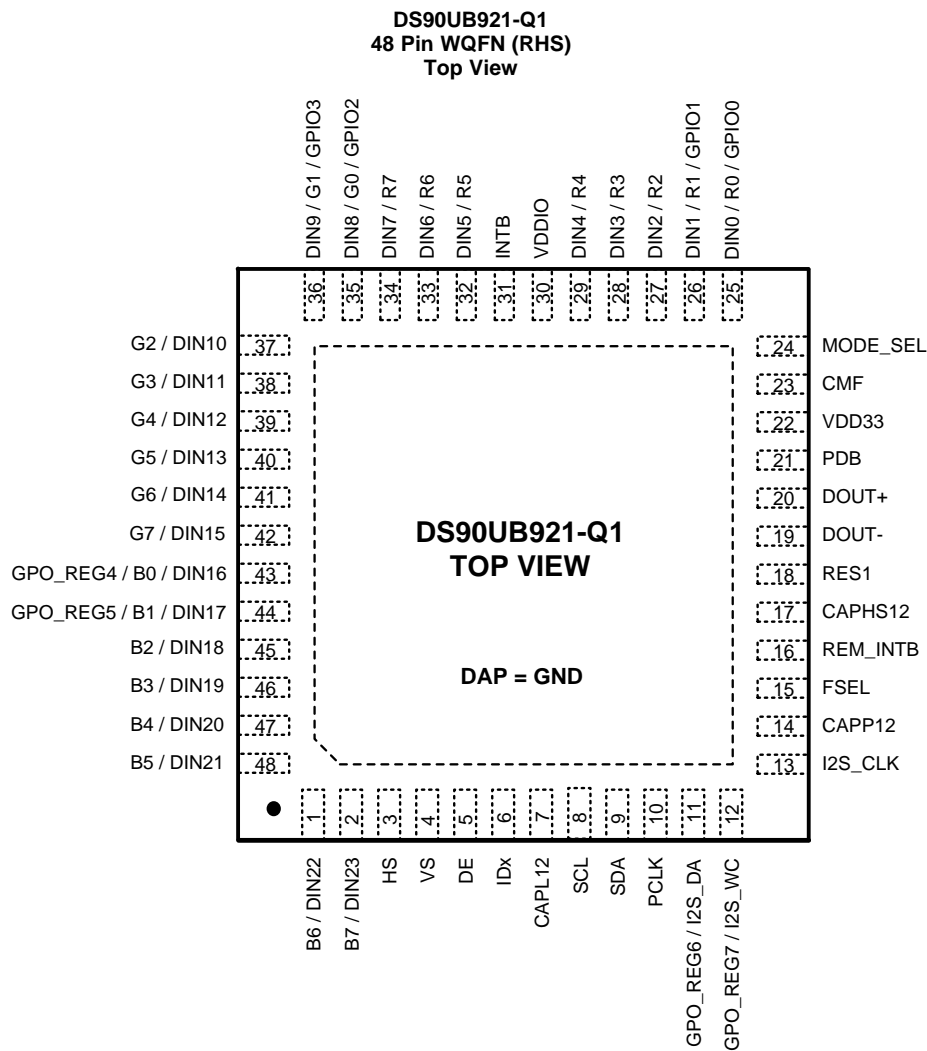 DS90UB921-Q1
48 Pin WQFN (RHS)
Top View
DIN9 / G1 / GPIO3
DIN8 / G0 / GPIO2
DIN7 / R7
DIN6 / R6
DIN5 / R5
INTB
VDDIO
DIN4 / R4
DIN3 / R3
DIN2 / R2
DIN1 / R1 / GPIO1
DIN0 / R0 / GPIO0
36
35
34
33
32
31
30
29
28
27
26
25
G2 / DIN10
37
G3 / DIN11
38
G4 / DIN12
39
G5 / DIN13
40
G6 / DIN14
41
G7 / DIN15
42
GPO_REG4 / B0 / DIN16
43
GPO_REG5 / B1 / DIN17
44
B2 / DIN18
45
B3 / DIN19
46
B4 / DIN20
47
B5 / DIN21
48
DS90UB921-Q1
TOP VIEW
DAP = GND
24
MODE_SEL
23
CMF
22
VDD33
21
PDB
20
DOUT+
19
DOUT-
18
RES1
17
CAPHS12
16
REM_INTB
15
FSEL
14
CAPP12
13
I2S_CLK
1
2
3
4
5
6
7
8
9
10
11
12
B6 / DIN22
B7 / DIN23
HS
VS
DE
IDx
CAPL12
SCL
SDA
PCLK
GPO_REG6 / I2S_DA
GPO_REG7 / I2S_WC